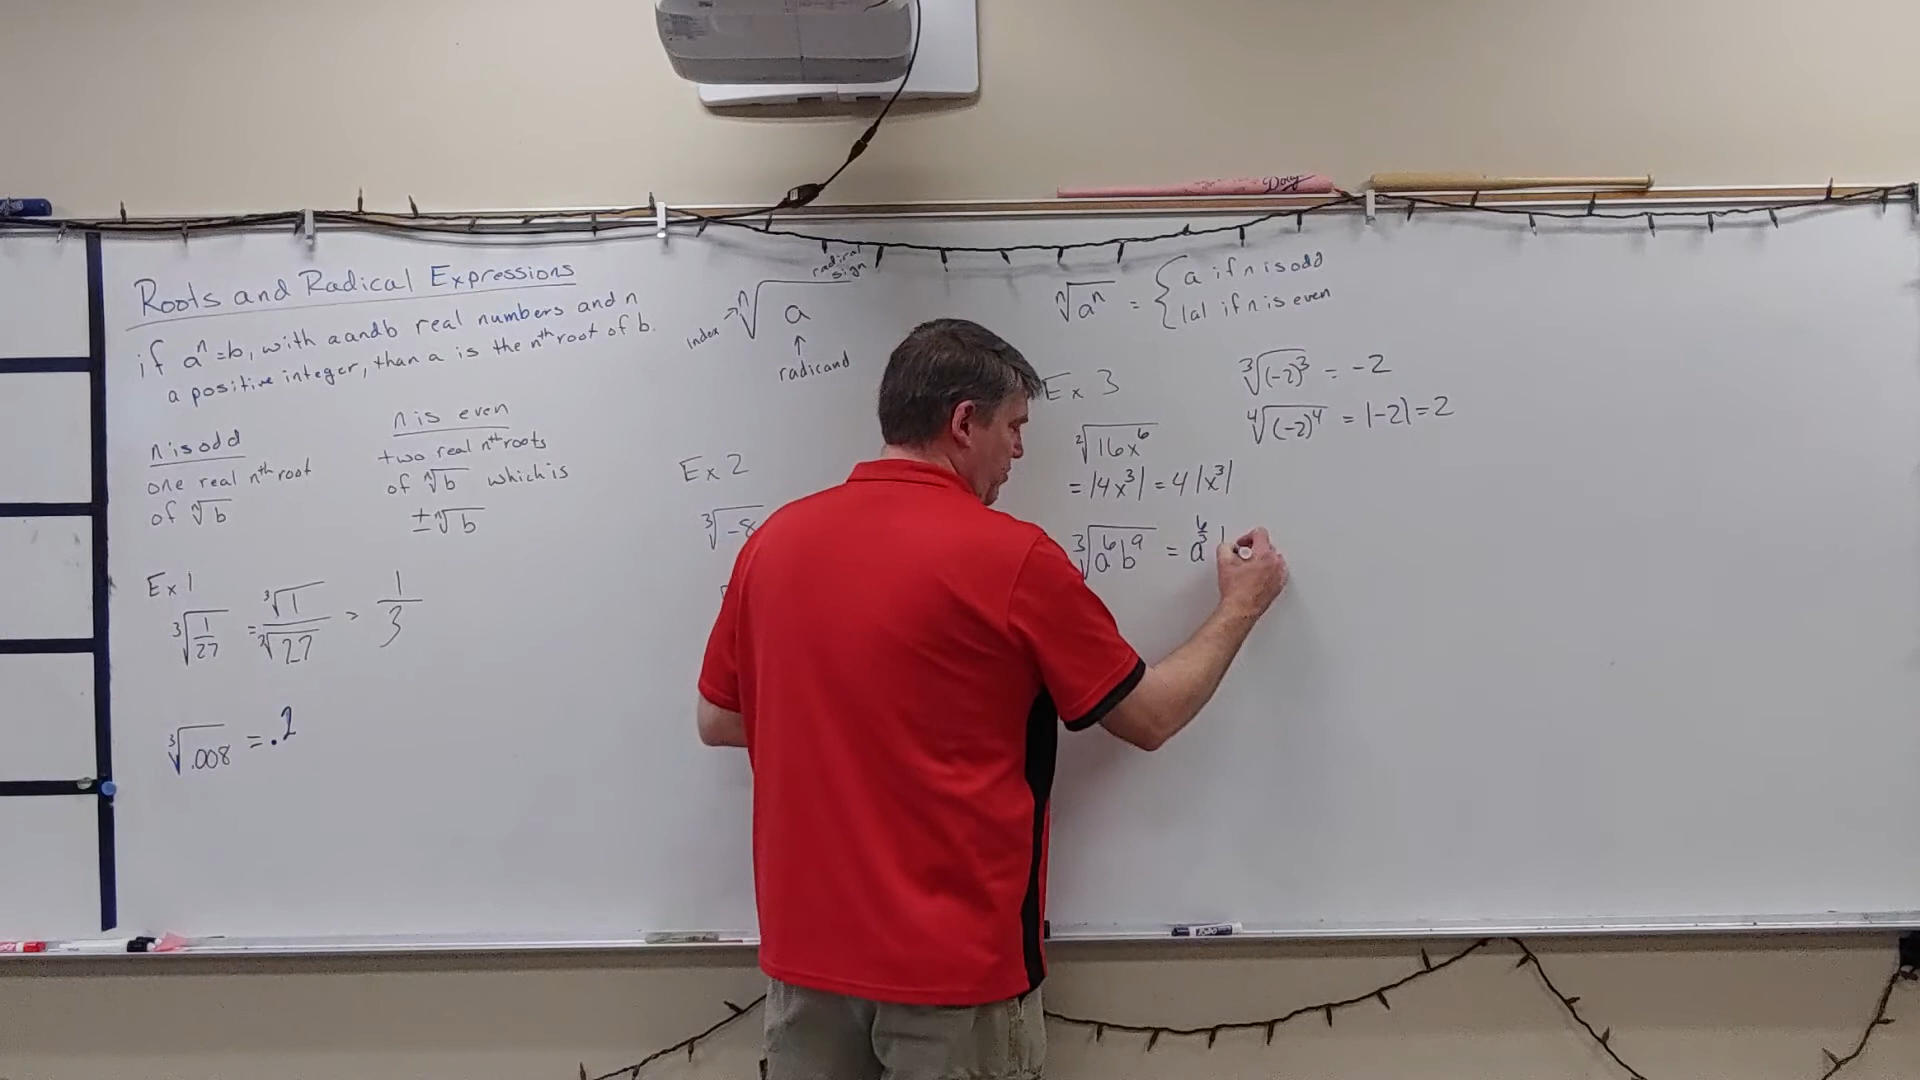 Roots and Radical Expressions
if aⁿ=b, with a and b real numbers and n
a positive integer, than a is the nᵗʰ root of b.
n is odd
one real nᵗʰ root
of ⁿ√b
n is even
two real nᵗʰ roots
of ⁿ√b which is
± ⁿ√b
Ex 1
³√(1/27) = ³√1/³√27 = 1/3
³√.008 = .2
radical
sign
index → ⁿ√a
↑
radicand
Ex 2
³√-8
ⁿ√aⁿ = { a if n is odd
|a| if n is even
Ex 3
³√(-2)³ = -2
⁴√(-2)⁴ = |-2| = 2
²√16x⁶
= |4x³| = 4|x³|
³√a⁶b⁹ = a^(6/3)
Doug